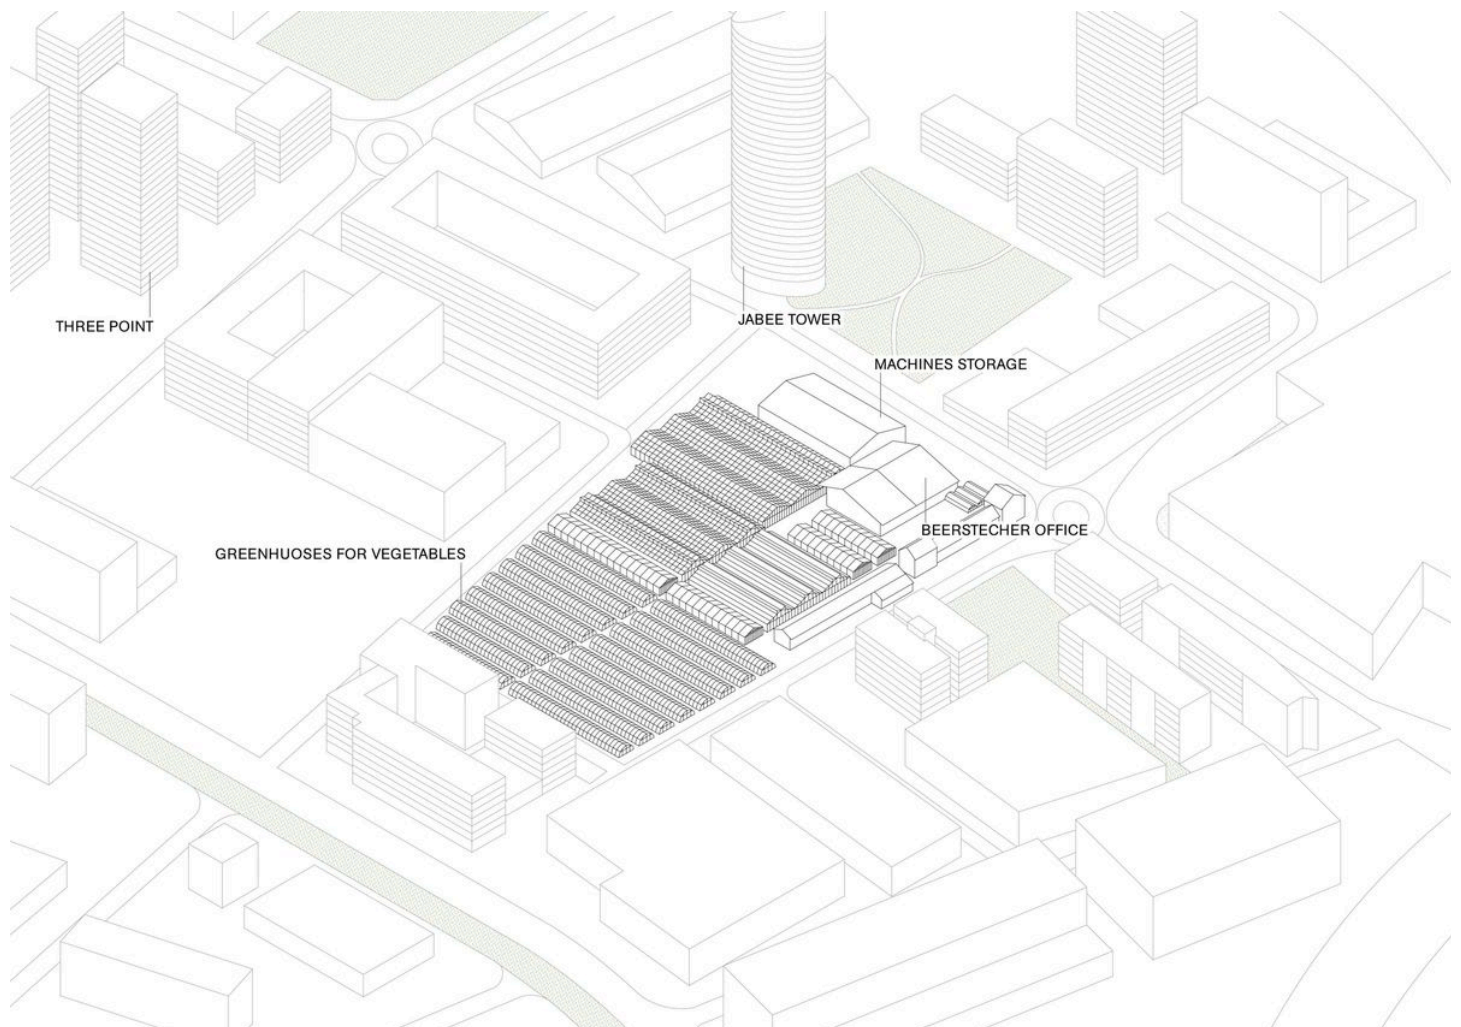 THREE POINT
JABEE TOWER
MACHINES STORAGE
BEERSTECHER OFFICE
GREENHUOSES FOR VEGETABLES